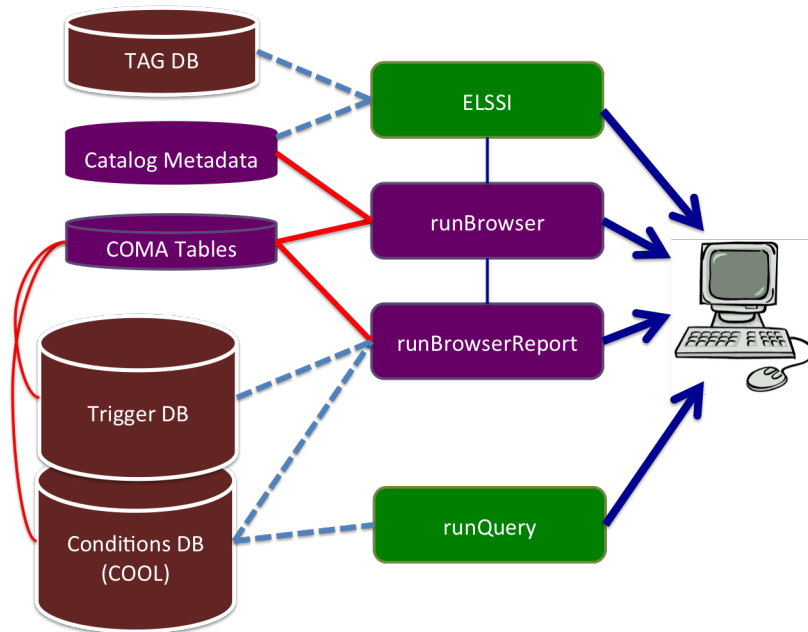 TAG DB
ELSSI
Catalog Metadata
runBrowser
COMA Tables
runBrowserReport
Trigger DB
runQuery
Conditions DB
(COOL)